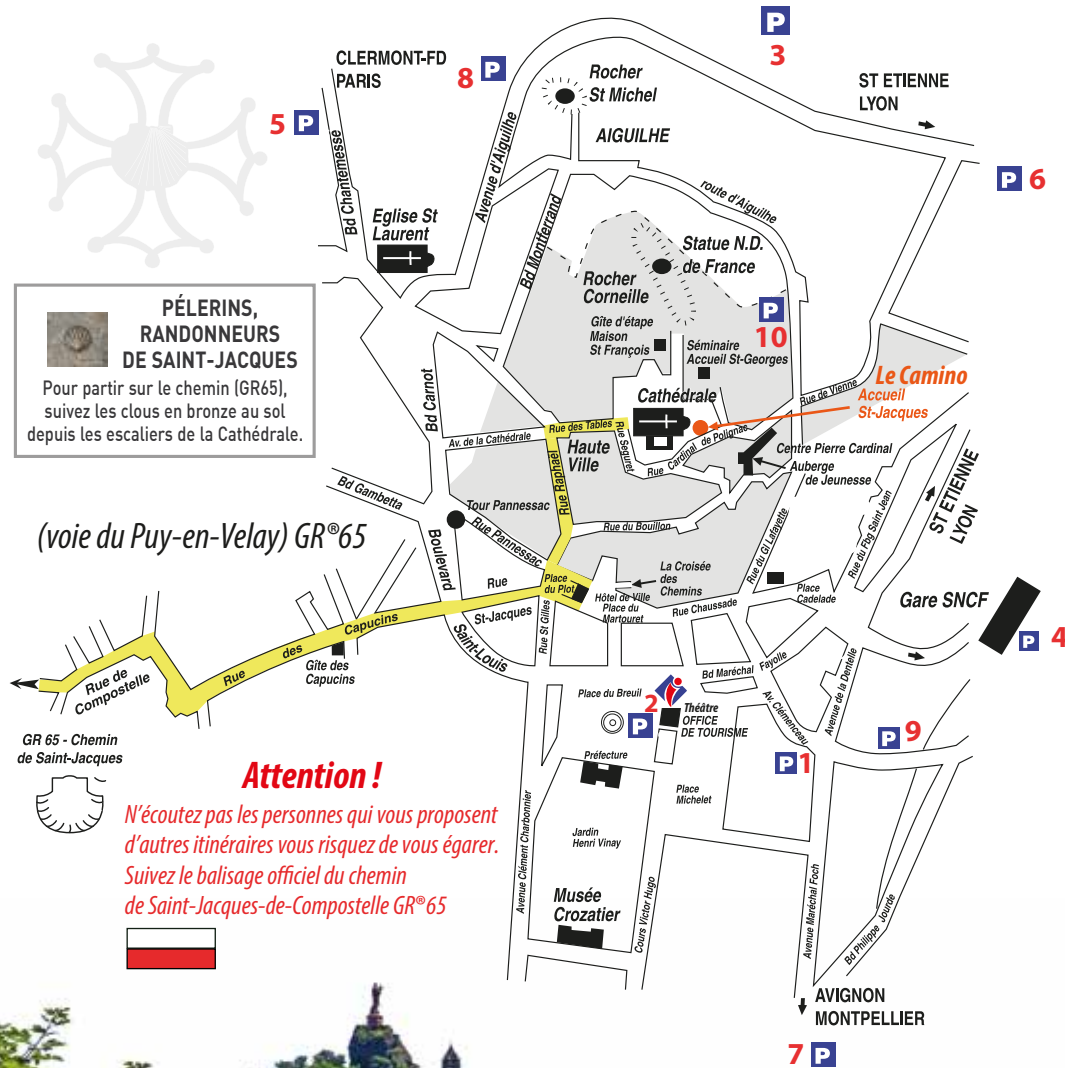 P
3
CLERMONT-FD
PARIS
8 P
Rocher
St Michel
ST ETIENNE
LYON
5 P
AIGUILHE
P 6
Bd Chantemesse
Avenue d'Aiguilhe
route d'Aiguilhe
Eglise St
Laurent
Bd Montferrand
Statue N.D.
de France
Rocher
Corneille
P
10
PÉLERINS,
RANDONNEURS
DE SAINT-JACQUES
Pour partir sur le chemin (GR65),
suivez les clous en bronze au sol
depuis les escaliers de la Cathédrale.
Gîte d'étape
Maison
St François
Séminaire
Accueil St-Georges
Le Camino
Accueil
St-Jacques
Cathédrale
Rue de Vienne
Bd Carnot
Av. de la Cathédrale
Rue des Tables
Rue Seguret
Rue Cardinal de Polignac
Haute
Ville
Rue Raphael
Centre Pierre Cardinal
Auberge
de Jeunesse
Bd Gambetta
Tour Pannessac
(voie du Puy-en-Velay) GR®65
Rue Pannessac
Rue du Bouillon
Rue du Gl Lafayette
Rue du Fbg Saint Jean
ST ETIENNE
LYON
Boulevard
Saint-Louis
La Croisée
des
Chemins
Place
du Plot
Rue
St-Jacques
Hôtel de Ville
Place du
Martouret
Rue Chaussade
Place
Cadelade
Gare SNCF
P 4
Rue St Gilles
Rue des Capucins
Gîte des
Capucins
Rue de
Compostelle
Bd Maréchal Fayolle
Place du Breuil
2
P
Théâtre
OFFICE
DE TOURISME
Av. Clémenceau
Avenue de la Dentelle
P 9
P 1
GR 65 - Chemin
de Saint-Jacques
Préfecture
Place
Michelet
Attention !
N'écoutez pas les personnes qui vous proposent
d'autres itinéraires vous risquez de vous égarer.
Suivez le balisage officiel du chemin
de Saint-Jacques-de-Compostelle GR®65
Avenue Clément Charbonnier
Jardin
Henri Vinay
Musée
Crozatier
Cours Victor Hugo
Avenue Maréchal Foch
Bd Philippe Jourde
AVIGNON
MONTPELLIER
7 P